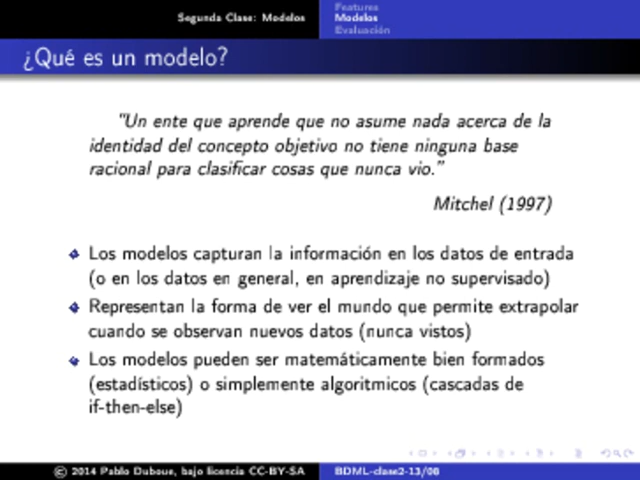 Segunda Clase: Modelos
Features
Modelos
Evaluación
¿Qué es un modelo?
"Un ente que aprende que no asume nada acerca de la
identidad del concepto objetivo no tiene ninguna base
racional para clasificar cosas que nunca vio."
Mitchel (1997)
Los modelos capturan la información en los datos de entrada
(o en los datos en general, en aprendizaje no supervisado)
Representan la forma de ver el mundo que permite extrapolar
cuando se observan nuevos datos (nunca vistos)
Los modelos pueden ser matemáticamente bien formados
(estadísticos) o simplemente algoritmicos (cascadas de
if-then-else)
© 2014 Pablo Duboue, bajo licencia CC-BY-SA
BDML-clase2-13/08